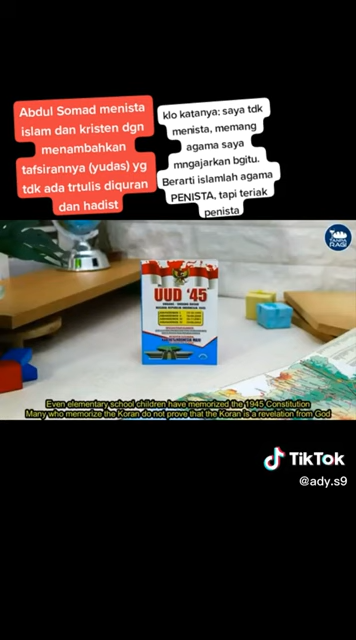 Abdul Somad menista
islam dan kristen dgn
menambahkan
tafsirannya (yudas) yg
tdk ada trtulis diquran
dan hadist
klo katanya: saya tdk
menista, memang
agama saya
mngajarkan bgitu.
Berarti islamlah agama
PENISTA, tapi teriak
penista
TANPA
RAGI
UUD '45
Even elementary school children have memorized the 1945 Constitution
Many who memorize the Koran do not prove that the Koran is a revelation from God
TikTok
@ady.s9